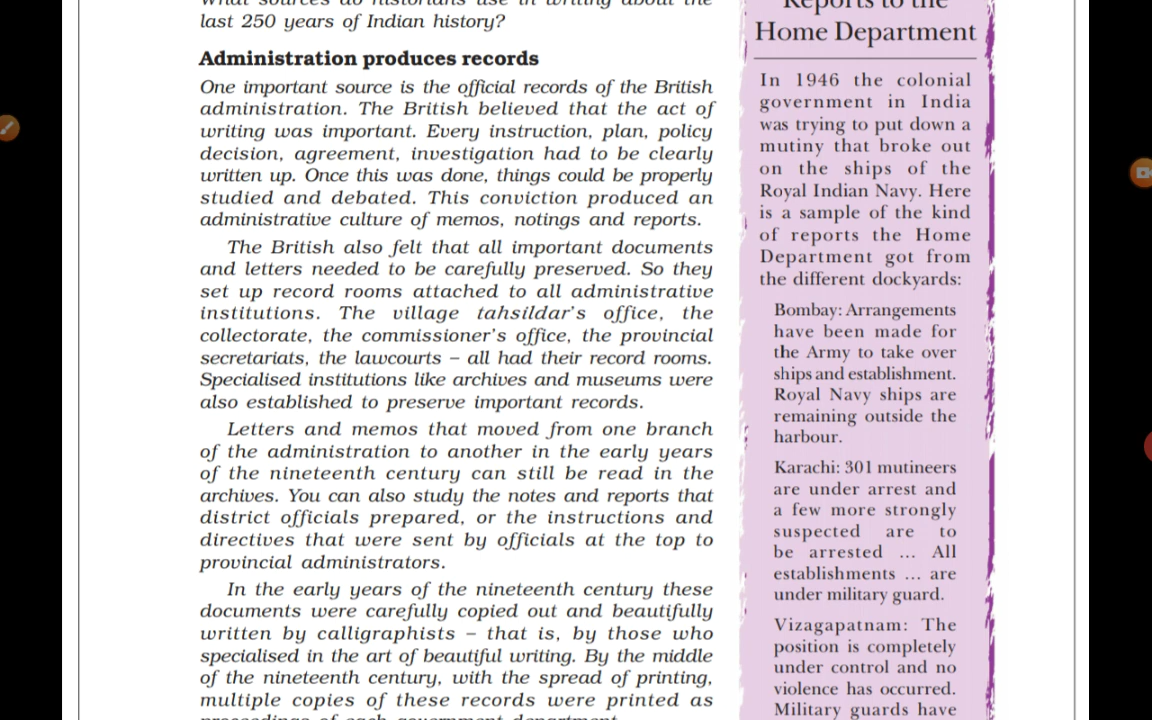 What sources do historians use in writing about the
last 250 years of Indian history?
Administration produces records
One important source is the official records of the British
administration. The British believed that the act of
writing was important. Every instruction, plan, policy
decision, agreement, investigation had to be clearly
written up. Once this was done, things could be properly
studied and debated. This conviction produced an
administrative culture of memos, notings and reports.
The British also felt that all important documents
and letters needed to be carefully preserved. So they
set up record rooms attached to all administrative
institutions. The village tahsildar's office, the
collectorate, the commissioner's office, the provincial
secretariats, the lawcourts – all had their record rooms.
Specialised institutions like archives and museums were
also established to preserve important records.
Letters and memos that moved from one branch
of the administration to another in the early years
of the nineteenth century can still be read in the
archives. You can also study the notes and reports that
district officials prepared, or the instructions and
directives that were sent by officials at the top to
provincial administrators.
In the early years of the nineteenth century these
documents were carefully copied out and beautifully
written by calligraphists – that is, by those who
specialised in the art of beautiful writing. By the middle
of the nineteenth century, with the spread of printing,
multiple copies of these records were printed as
proceedings of each government department.
Reports to the
Home Department
In 1946 the colonial
government in India
was trying to put down a
mutiny that broke out
on the ships of the
Royal Indian Navy. Here
is a sample of the kind
of reports the Home
Department got from
the different dockyards:
Bombay: Arrangements
have been made for
the Army to take over
ships and establishment.
Royal Navy ships are
remaining outside the
harbour.
Karachi: 301 mutineers
are under arrest and
a few more strongly
suspected are to
be arrested ... All
establishments ... are
under military guard.
Vizagapatnam: The
position is completely
under control and no
violence has occurred.
Military guards have